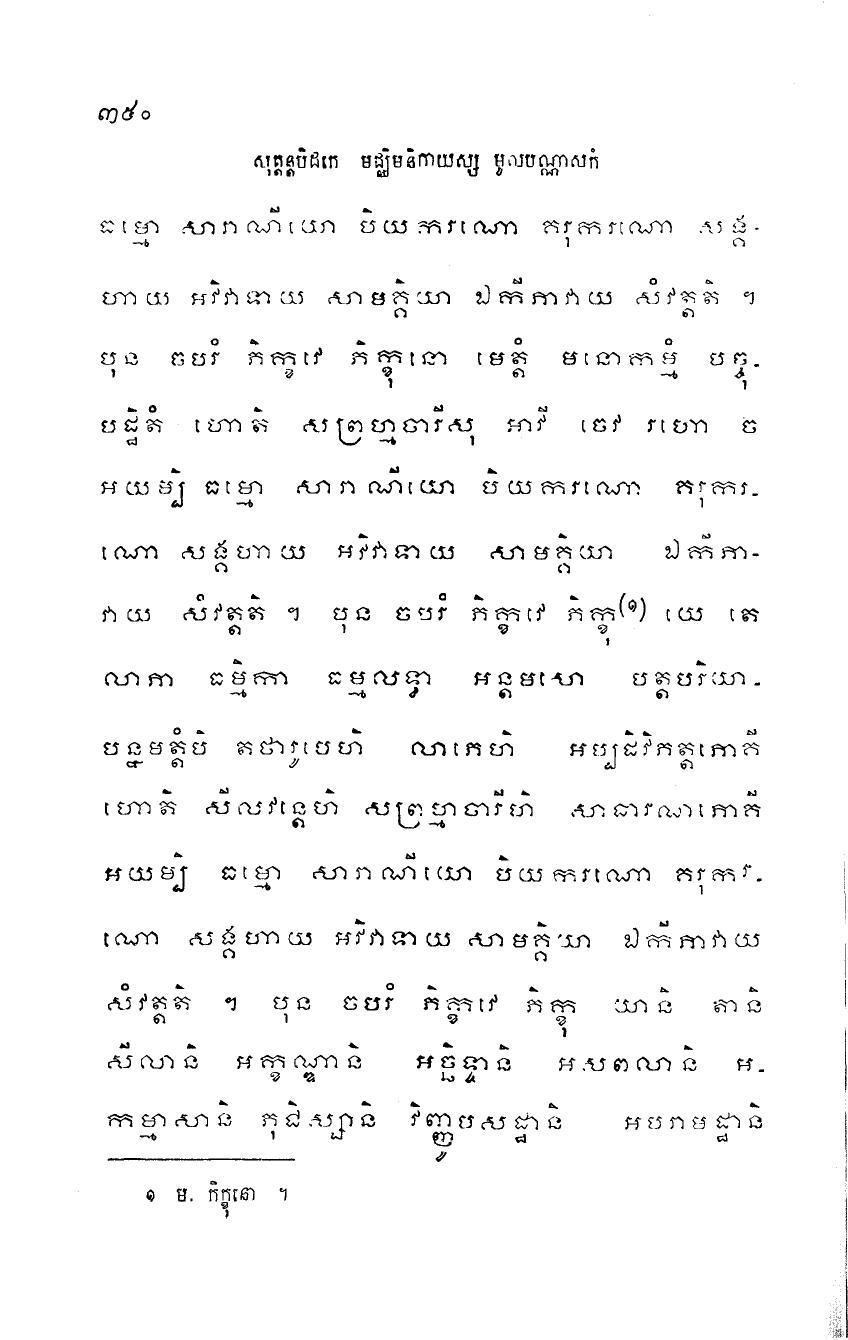 ៣៩០
សុត្តន្តបិដកេ មជ្ឈិមនិកាយស្ស មូលបណ្ណាសកំ
ធម្មោ សារាណីយោ បិយករណោ គរុករណោ សង្គ-
ហាយ អវិវាទាយ សាមគ្គិយា ឯកីភាវាយ សំវត្តតិ ។
បុន ចបរំ ភិក្ខវេ ភិក្ខុនោ មេត្តំ មនោកម្មំ បច្ចុ-
បដ្ឋិតំ ហោតិ សព្រហ្មចារីសុ អាវី ចេវ រហោ ច
អយម្បិ ធម្មោ សារាណីយោ បិយករណោ គរុករ-
ណោ សង្គហាយ អវិវាទាយ សាមគ្គិយា ឯកីភា-
វាយ សំវត្តតិ ។ បុន ចបរំ ភិក្ខវេ ភិក្ខុ(១) យេ តេ
លាភា ធម្មិកា ធម្មលទ្ធា អន្តមសោ បត្តបរិយា-
បន្នមត្តំបិ តថារូបេហិ លាភេហិ អប្បដិវិភត្តភោគី
ហោតិ សីលវន្តេហិ សព្រហ្មចារីហិ សាធារណភោគី
អយម្បិ ធម្មោ សារាណីយោ បិយករណោ គរុករ-
ណោ សង្គហាយ អវិវាទាយ សាមគ្គិយា ឯកីភាវាយ
សំវត្តតិ ។ បុន ចបរំ ភិក្ខវេ ភិក្ខុ យានិ តានិ
សីលានិ អក្ខណ្ឌានិ អច្ឆិទ្ទានិ អសពលានិ អ-
កម្មាសានិ ភុជិស្សានិ វិញ្ញូបសដ្ឋានិ អបរាមដ្ឋានិ
១ ម. ភិក្ខុនោ ។